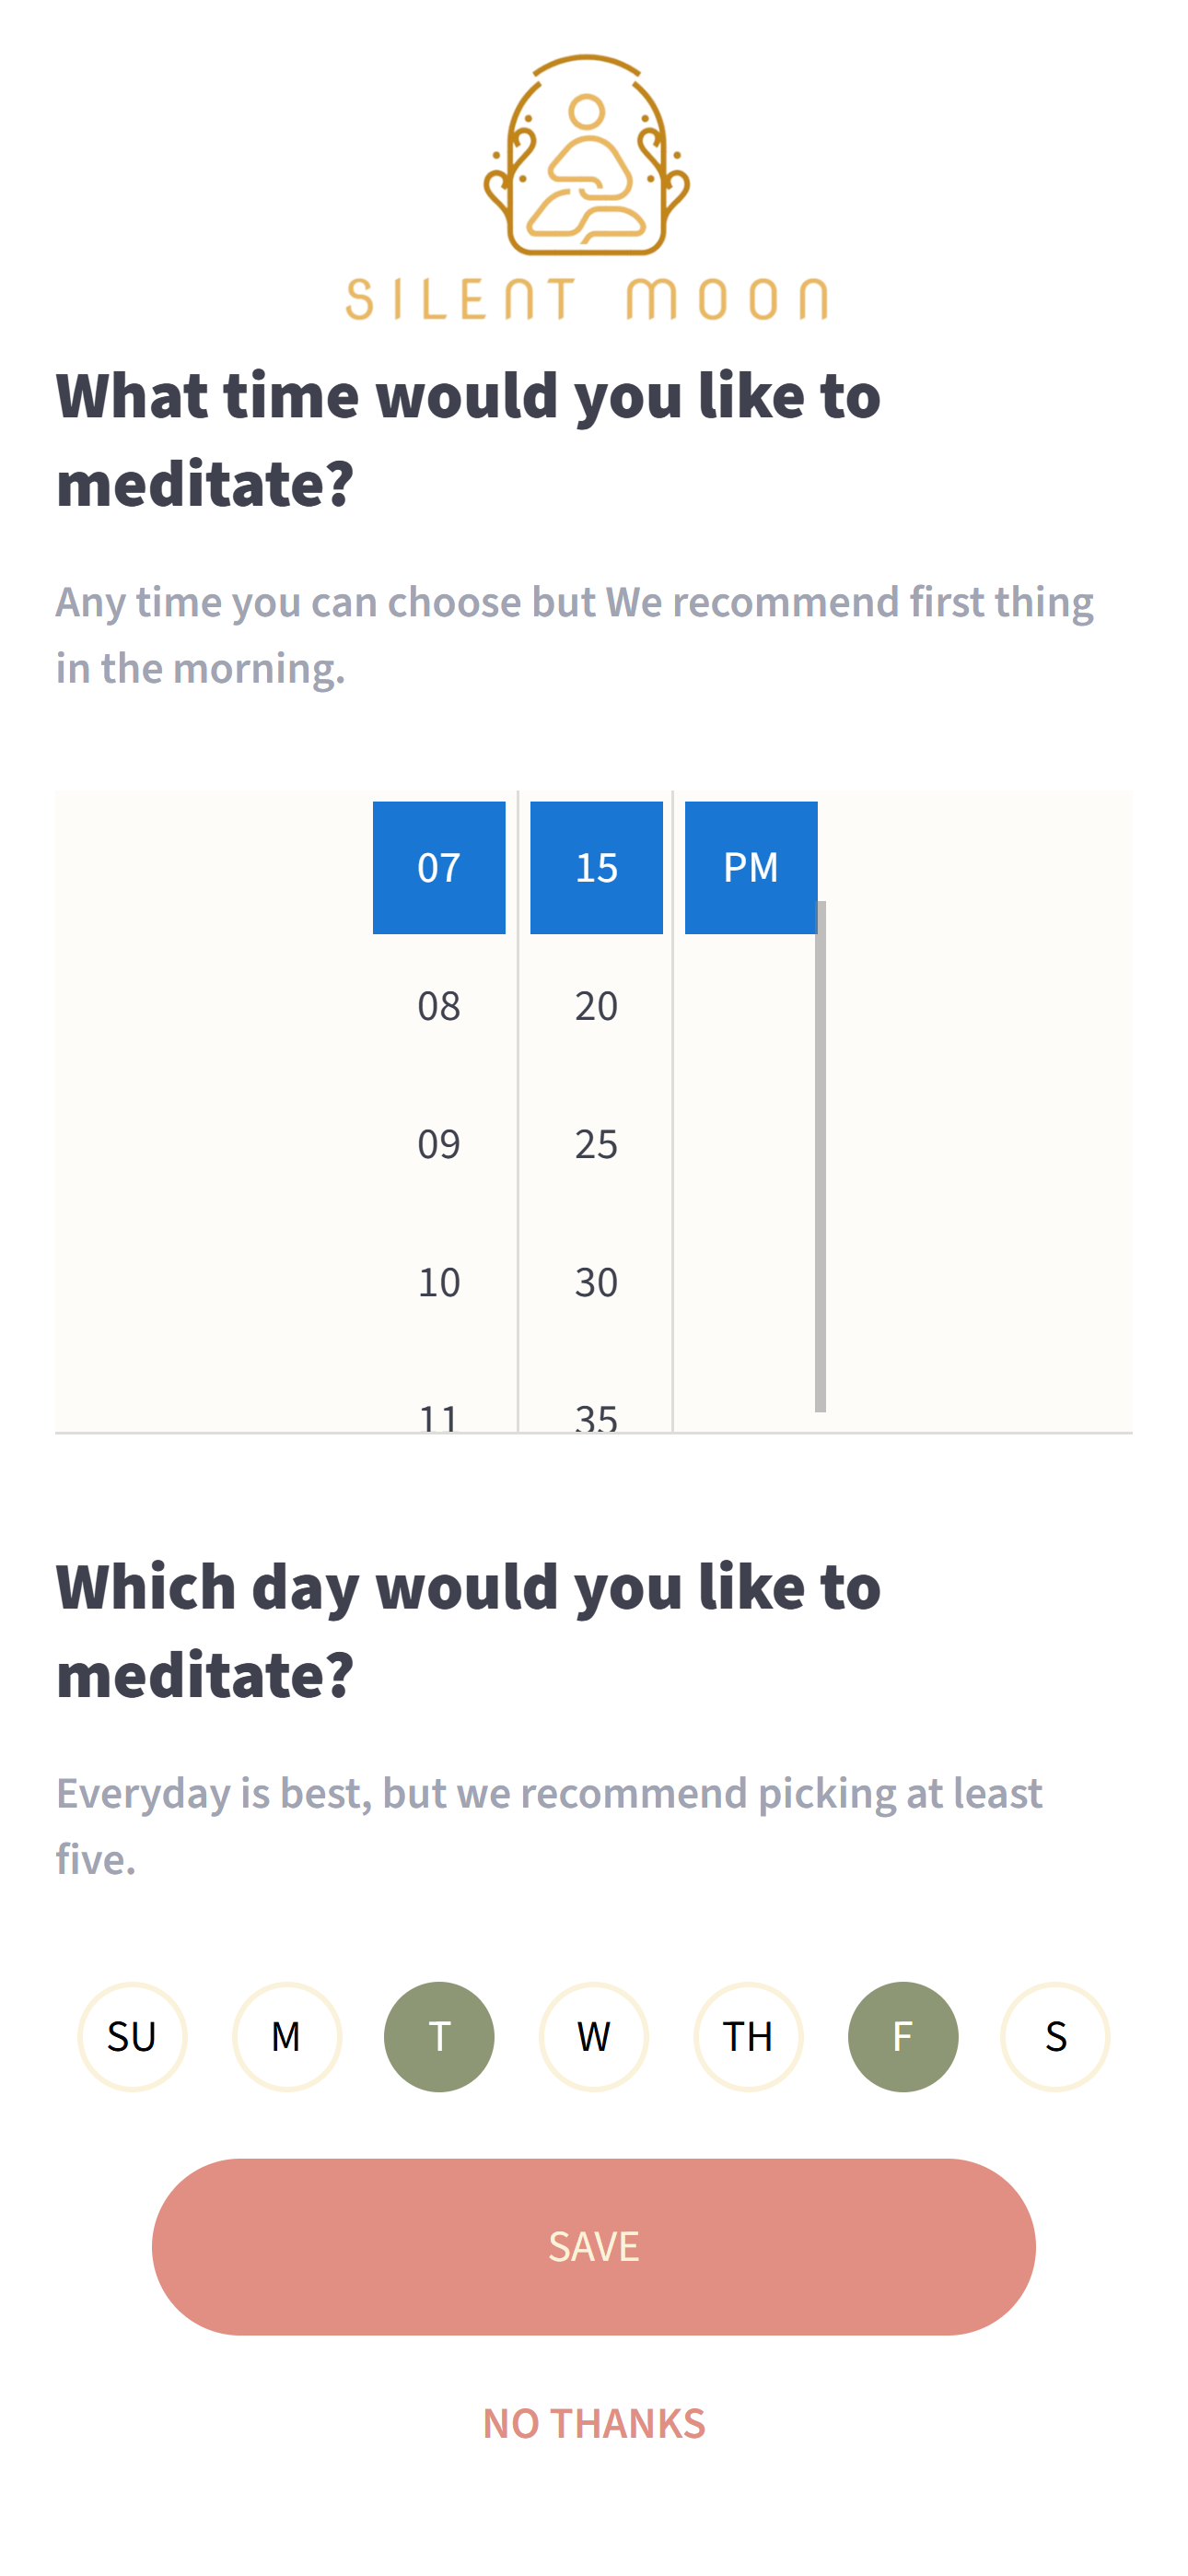 SILENT MOON
What time would you like to
meditate?
Any time you can choose but We recommend first thing
in the morning.
07 15 PM
08 20
09 25
10 30
11 35
Which day would you like to
meditate?
Everyday is best, but we recommend picking at least
five.
SU M T W TH F S
SAVE
NO THANKS